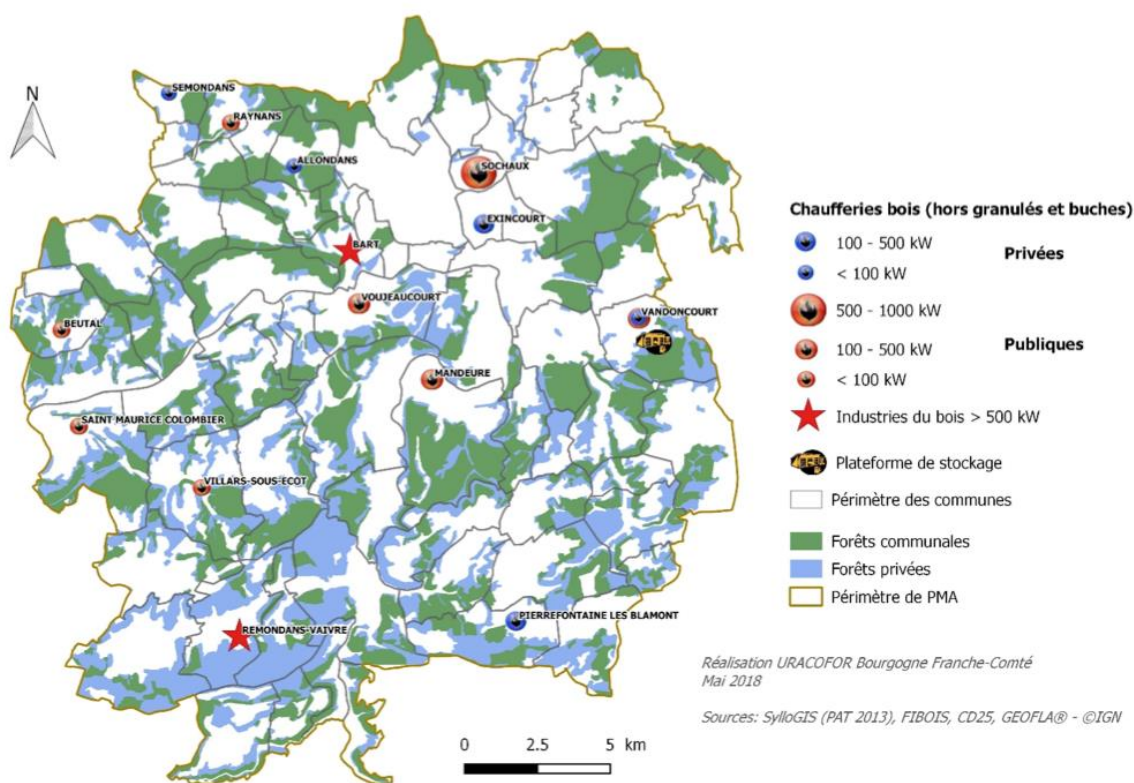 N
SEMONDANS
RAYNANS
ALLONDANS
SOCHAUX
EXINCOURT
BART
VOUJEAUCOURT
BEUTAL
VANDONCOURT
MANDEURE
SAINT MAURICE COLOMBIER
VILLARS-SOUS-ECOT
PIERREFONTAINE LES BLAMONT
REMONDANS-VAIVRE
0 2.5 5 km
Chaufferies bois (hors granulés et buches)
100 - 500 kW
Privées
< 100 kW
500 - 1000 kW
100 - 500 kW
Publiques
< 100 kW
Industries du bois > 500 kW
Plateforme de stockage
Périmètre des communes
Forêts communales
Forêts privées
Périmètre de PMA
Réalisation URACOFOR Bourgogne Franche-Comté
Mai 2018
Sources: SylloGIS (PAT 2013), FIBOIS, CD25, GEOFLA® - ©IGN